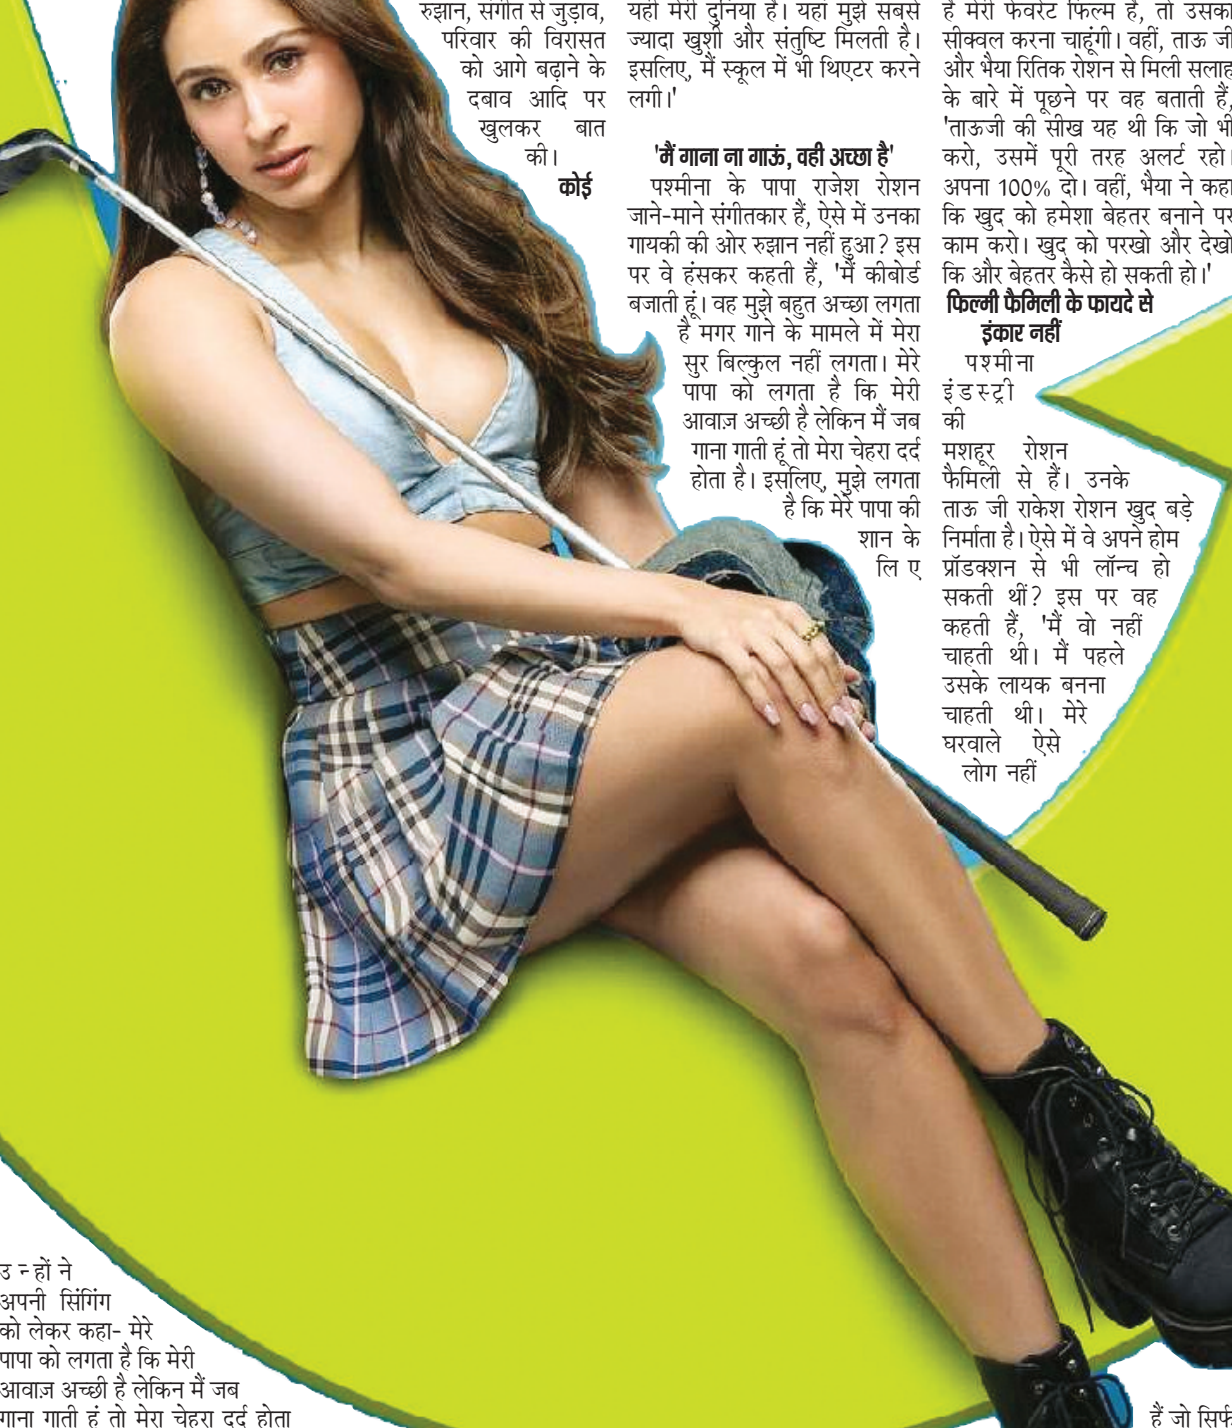 रुझान, संगीत से जुड़ाव,
परिवार की विरासत
को आगे बढ़ाने के
दबाव आदि पर
खुलकर बात
की।
कोई
यही मेरी दुनिया है। यहां मुझे सबसे
ज्यादा खुशी और संतुष्टि मिलती है।
इसलिए, मैं स्कूल में भी थिएटर करने
लगी।'
'मैं गाना ना गाऊं, वही अच्छा है'
पश्मीना के पापा राजेश रोशन
जाने-माने संगीतकार हैं, ऐसे में उनका
गायकी की ओर रुझान नहीं हुआ? इस
पर वे हंसकर कहती हैं, 'मैं कीबोर्ड
बजाती हूं। वह मुझे बहुत अच्छा लगता
है मगर गाने के मामले में मेरा
सुर बिल्कुल नहीं लगता। मेरे
पापा को लगता है कि मेरी
आवाज़ अच्छी है लेकिन मैं जब
गाना गाती हूं तो मेरा चेहरा दर्द
होता है। इसलिए, मुझे लगता
है कि मेरे पापा की
शान के
लि ए
है मेरी फेवरेट फिल्म है, तो उसका
सीक्वल करना चाहूंगी। वहीं, ताऊ जी
और भैया रितिक रोशन से मिली सलाह
के बारे में पूछने पर वह बताती हैं,
'ताऊजी की सीख यह थी कि जो भी
करो, उसमें पूरी तरह अलर्ट रहो।
अपना 100% दो। वहीं, भैया ने कहा
कि खुद को हमेशा बेहतर बनाने पर
काम करो। खुद को परखो और देखो
कि और बेहतर कैसे हो सकती हो।'
फिल्मी फैमिली के फायदे से
इंकार नहीं
पश्मीना
इंडस्ट्री
की
मशहूर रोशन
फैमिली से हैं। उनके
ताऊ जी राकेश रोशन खुद बड़े
निर्माता है। ऐसे में वे अपने होम
प्रॉडक्शन से भी लॉन्च हो
सकती थीं? इस पर वह
कहती हैं, 'मैं वो नहीं
चाहती थी। मैं पहले
उसके लायक बनना
चाहती थी। मेरे
घरवाले ऐसे
लोग नहीं
उ न्हों ने
अपनी सिंगिंग
को लेकर कहा- मेरे
पापा को लगता है कि मेरी
आवाज़ अच्छी है लेकिन मैं जब
गाना गाती हूं तो मेरा चेहरा दर्द होता
हैं जो सिर्फ